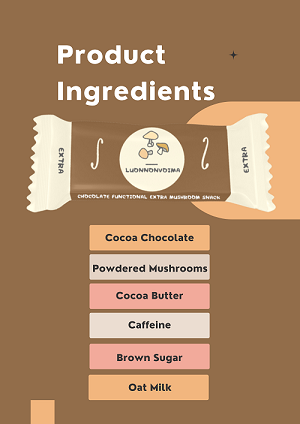 Product
Ingredients
EXTRA
EXTRA
LUONNONVOIMA
CHOCOLATE FUNCTIONAL EXTRA MUSHROOM SNACK
Cocoa Chocolate
Powdered Mushrooms
Cocoa Butter
Caffeine
Brown Sugar
Oat Milk